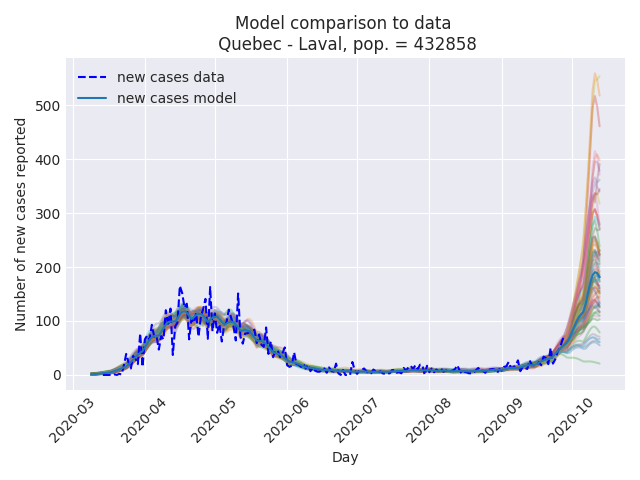 Model comparison to data
Quebec - Laval, pop. = 432858
new cases data
new cases model
Number of new cases reported
500
400
300
200
100
0
2020-03
2020-04
2020-05
2020-06
2020-07
2020-08
2020-09
2020-10
Day